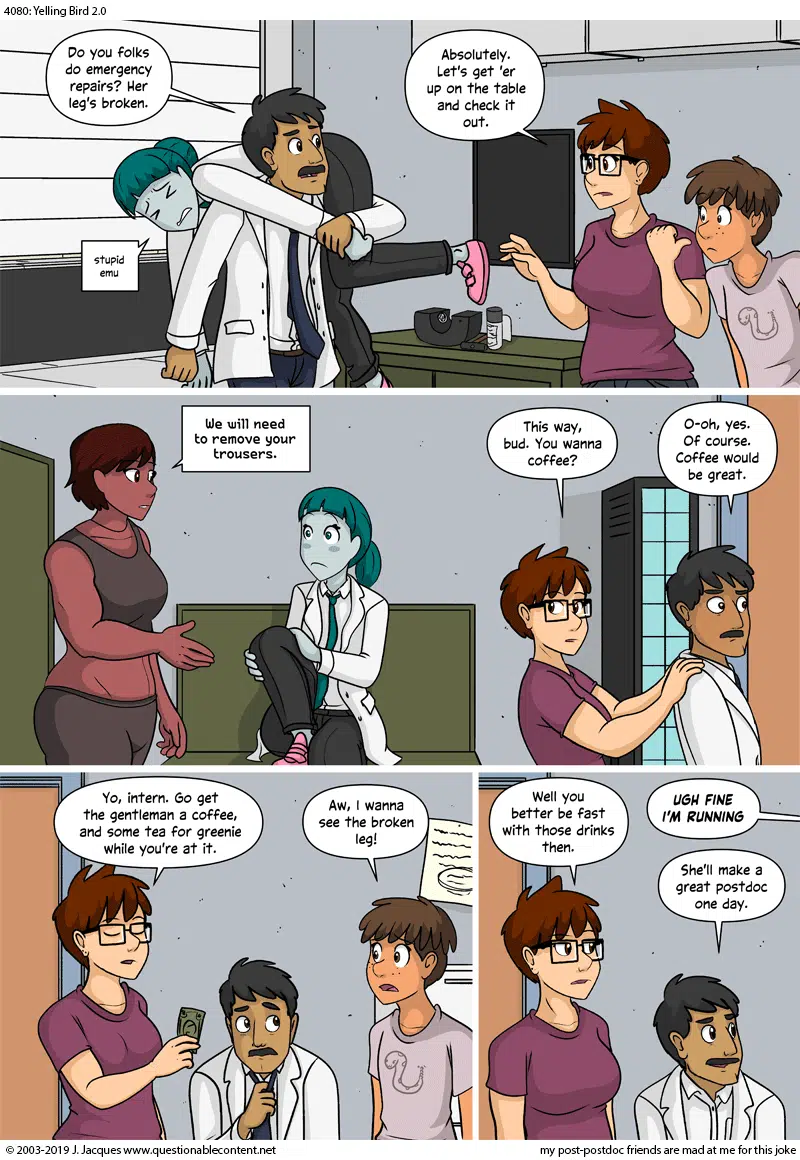 4080: Yelling Bird 2.0
Do you folks
do emergency
repairs? Her
leg's broken.
Absolutely.
Let's get 'er
up on the table
and check it
out.
stupid
emu
We will need
to remove your
trousers.
This way,
bud. You wanna
coffee?
O-oh, yes.
Of course.
Coffee would
be great.
Yo, intern. Go get
the gentleman a coffee,
and some tea for greenie
while you're at it.
Aw, I wanna
see the broken
leg!
Well you
better be fast
with those drinks
then.
UGH FINE
I'M RUNNING
She'll make a
great postdoc
one day.
© 2003-2019 J. Jacques www.questionablecontent.net
my post-postdoc friends are mad at me for this joke